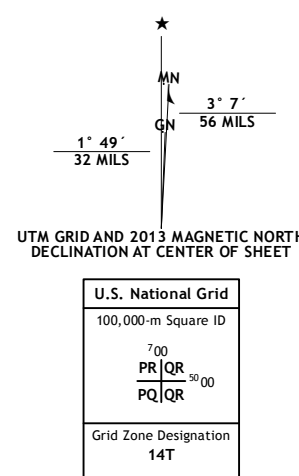 ★
MN
3° 7´
GN
56 MILS
1° 49´
32 MILS
UTM GRID AND 2013 MAGNETIC NORTH
DECLINATION AT CENTER OF SHEET
U.S. National Grid
100,000-m Square ID
⁷00
PR QR
⁵⁰00
PQ QR
Grid Zone Designation
14T